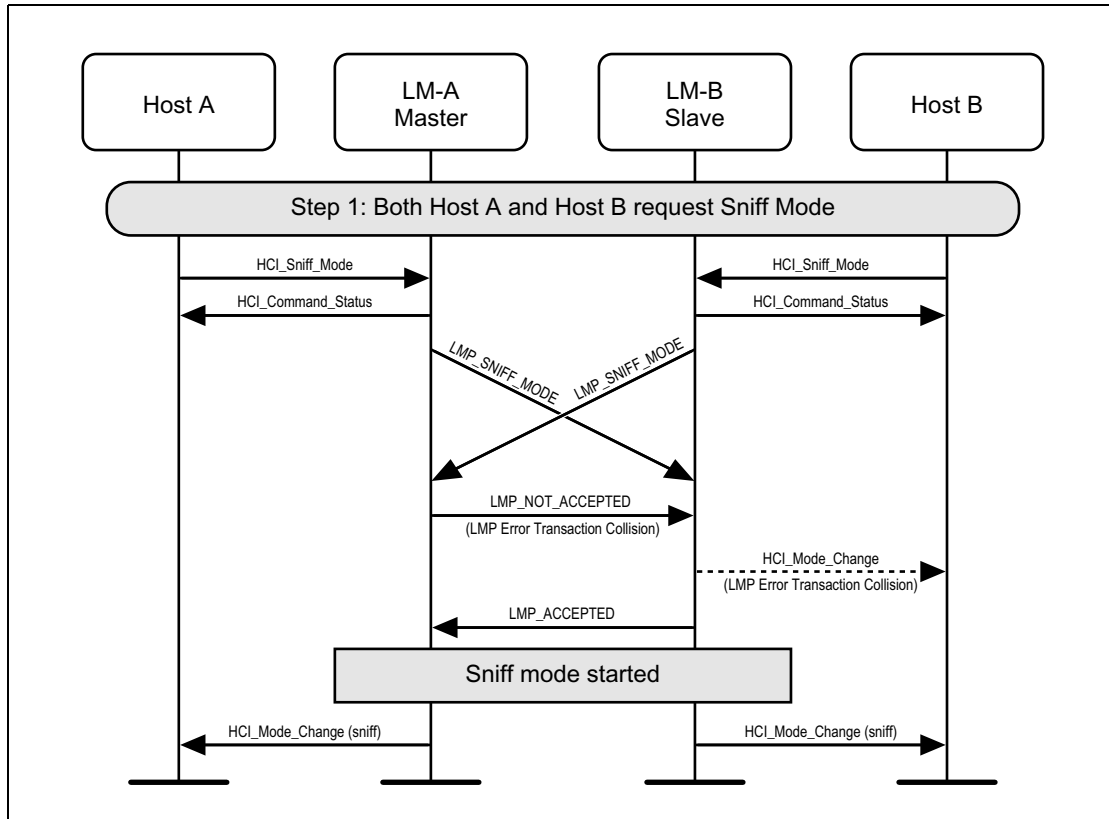 Host A
LM-A
Master
LM-B
Slave
Host B
Step 1: Both Host A and Host B request Sniff Mode
HCI_Sniff_Mode
HCI_Sniff_Mode
HCI_Command_Status
HCI_Command_Status
LMP_SNIFF_MODE
LMP_SNIFF_MODE
LMP_NOT_ACCEPTED
(LMP Error Transaction Collision)
HCI_Mode_Change
(LMP Error Transaction Collision)
LMP_ACCEPTED
Sniff mode started
HCI_Mode_Change (sniff)
HCI_Mode_Change (sniff)